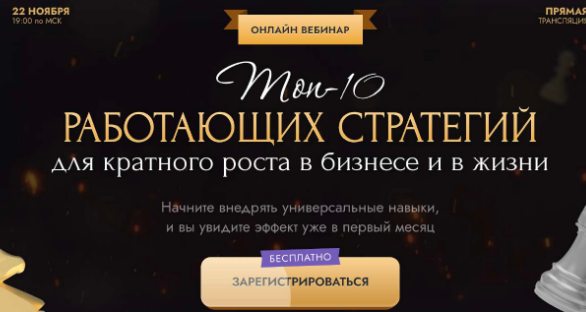 22 НОЯБРЯ
19:00 по МСК
ОНЛАЙН ВЕБИНАР
ПРЯМАЯ
ТРАНСЛЯЦИЯ
Топ-10
РАБОТАЮЩИХ СТРАТЕГИЙ
для кратного роста в бизнесе и в жизни
Начните внедрять универсальные навыки,
и вы увидите эффект уже в первый месяц
БЕСПЛАТНО
ЗАРЕГИСТРИРОВАТЬСЯ